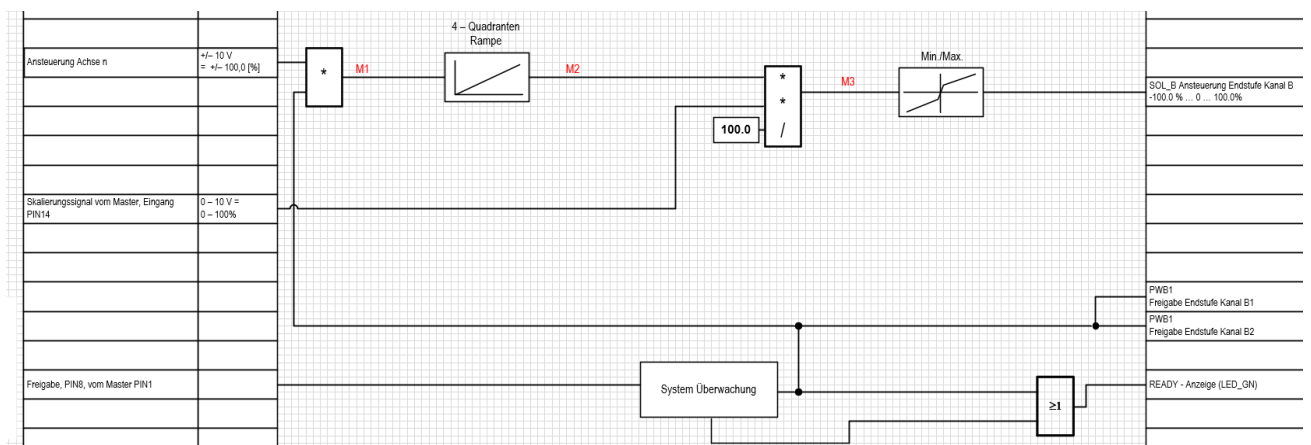 4 – Quadranten
Rampe
Ansteuerung Achse n
+/– 10 V
= +/– 100,0 [%]
*
M1
M2
*
*
/
100.0
M3
Min./Max.
SOL_B Ansteuerung Endstufe Kanal B
-100.0 % ... 0 ... 100.0%
Skalierungssignal vom Master, Eingang
PIN14
0 – 10 V =
0 – 100%
PWB1
Freigabe Endstufe Kanal B1
PWB1
Freigabe Endstufe Kanal B2
Freigabe, PIN8, vom Master PIN1
System Überwachung
≥1
READY - Anzeige (LED_GN)